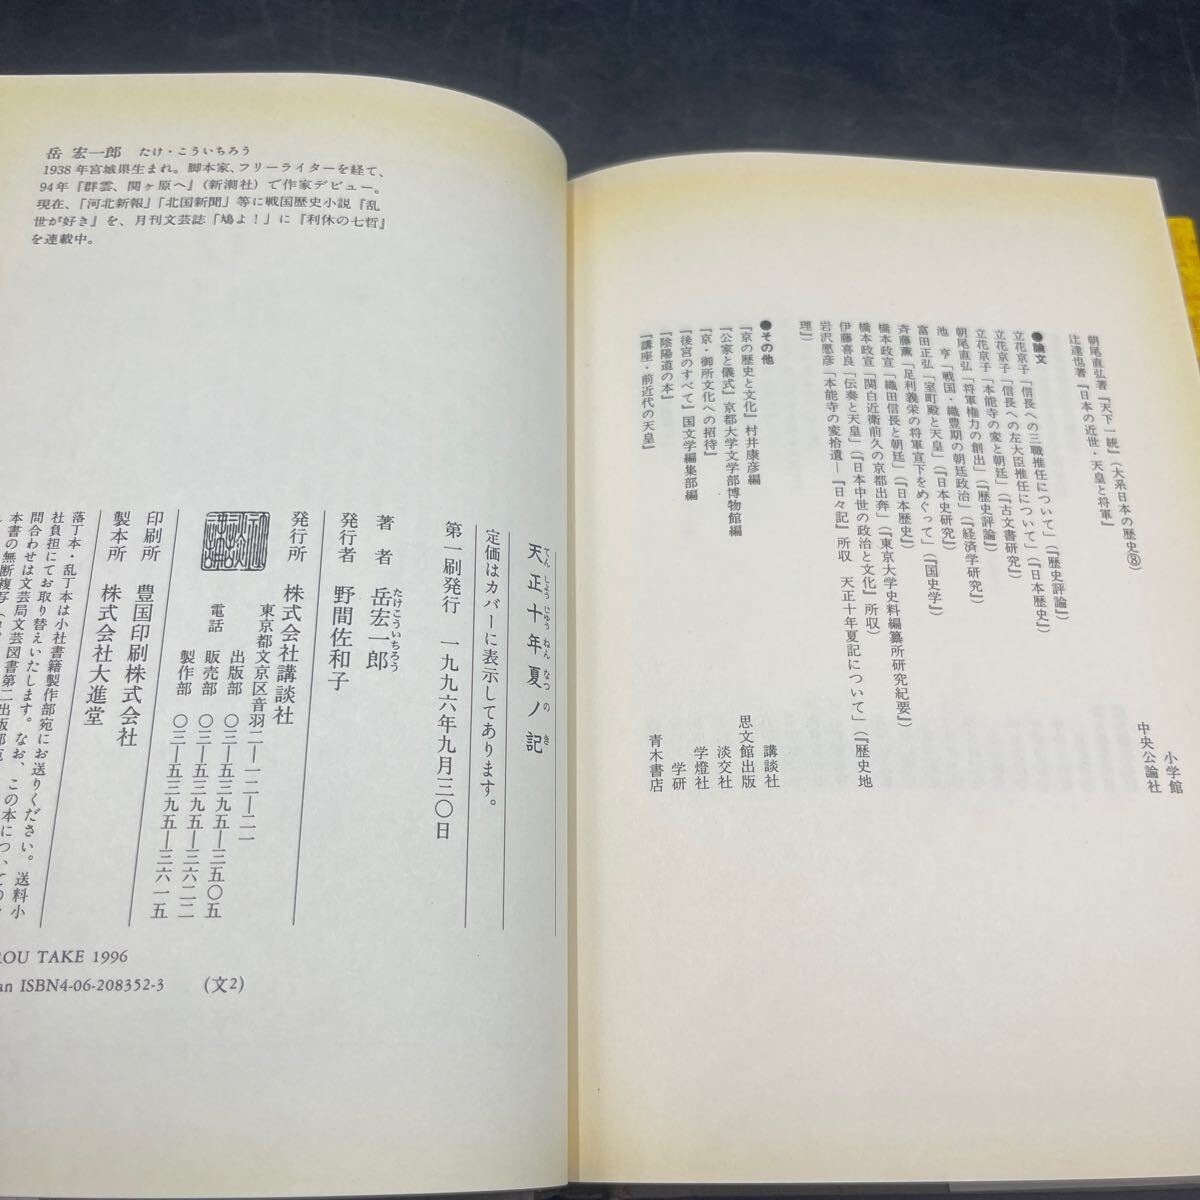 朝尾直弘著『天下一統』(大系日本の歴史⑧) 小学館
辻達也著『日本の近世・天皇と将軍』 中央公論社
●論文
立花京子「信長への三職推任について」(『歴史評論』)
立花京子「信長への左大臣推任について」(『日本歴史』)
立花京子「本能寺の変と朝廷」(『古文書研究』)
朝尾直弘「将軍権力の創出」(『歴史評論』)
池 亨「戦国・織豊期の朝廷政治」(『経済学研究』)
富田正弘「室町殿と天皇」(『日本史研究』)
斉藤薫「足利義栄の将軍宣下をめぐって」(『国史学』)
橋本政宣「織田信長と朝廷」(『日本歴史』)
橋本政宣「関白近衛前久の京都出奔」(『東京大学史料編纂所研究紀要』)
伊藤喜良「伝奏と天皇」(『日本中世の政治と文化』所収)
岩沢愿彦「本能寺の変拾遺―『日々記』所収 天正十年夏記について」(『歴史地
理』)
●その他
『京の歴史と文化』村井康彦編 講談社
『公家と儀式』京都大学文学部博物館編 思文館出版
『京・御所文化への招待』 淡交社
『後宮のすべて』国文学編集部編 学燈社
『陰陽道の本』 学研
『講座・前近代の天皇』 青木書店
岳 宏一郎 たけ・こういちろう
1938年宮城県生まれ。脚本家、フリーライターを経て、
94年『群雲、関ヶ原へ』(新潮社)で作家デビュー。
現在、「河北新報」「北国新聞」等に戦国歴史小説『乱
世が好き』を、月刊文芸誌「鳩よ!」に『利休の七哲』
を連載中。
天正十年夏ノ記
てんしょうじゅうねんなつのき
定価はカバーに表示してあります。
第一刷発行 一九九六年九月三〇日
著 者 岳宏一郎
たけこういちろう
発行者 野間佐和子
発行所 株式会社講談社
東京都文京区音羽二―一二―二一
電話 出版部 〇三―五三九五―三五〇五
販売部 〇三―五三九五―三六二二
製作部 〇三―五三九五―三六一五
印刷所 豊国印刷株式会社
製本所 株式会社大進堂
落丁本・乱丁本は小社書籍製作部宛にお送りください。送料小
社負担にてお取り替えいたします。なお、この本についての
問合わせは文芸局文芸図書第二出版部宛
本書の無断複写
ROU TAKE 1996
an ISBN4-06-208352-3 (文2)